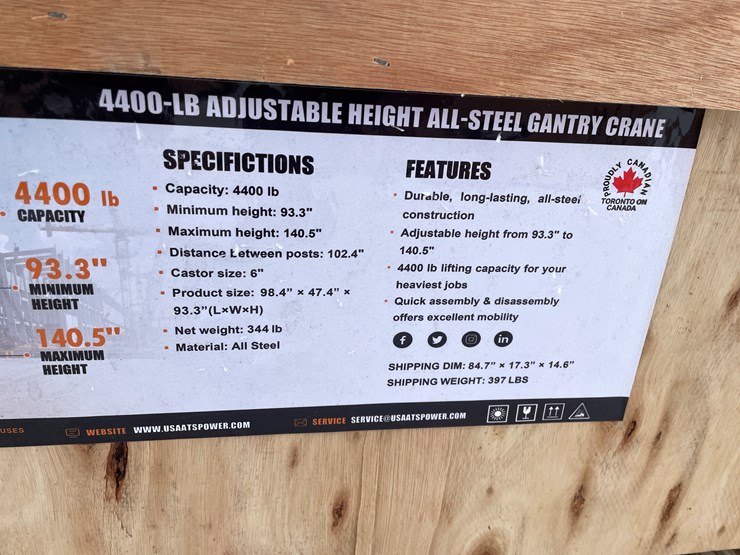 4400-LB ADJUSTABLE HEIGHT ALL-STEEL GANTRY CRANE
4400 lb
CAPACITY
93.3"
MINIMUM
HEIGHT
140.5"
MAXIMUM
HEIGHT
SPECIFICTIONS
Capacity: 4400 lb
Minimum height: 93.3"
Maximum height: 140.5"
Distance between posts: 102.4"
Castor size: 6"
Product size: 98.4" × 47.4" ×
93.3"(L×W×H)
Net weight: 344 lb
Material: All Steel
FEATURES
Durable, long-lasting, all-steel
construction
Adjustable height from 93.3" to
140.5"
4400 lb lifting capacity for your
heaviest jobs
Quick assembly & disassembly
offers excellent mobility
SHIPPING DIM: 84.7" × 17.3" × 14.6"
SHIPPING WEIGHT: 397 LBS
PROUDLY CANADIAN
TORONTO ON
CANADA
USES
WEBSITE WWW.USAATSPOWER.COM
SERVICE SERVICE@USAATSPOWER.COM